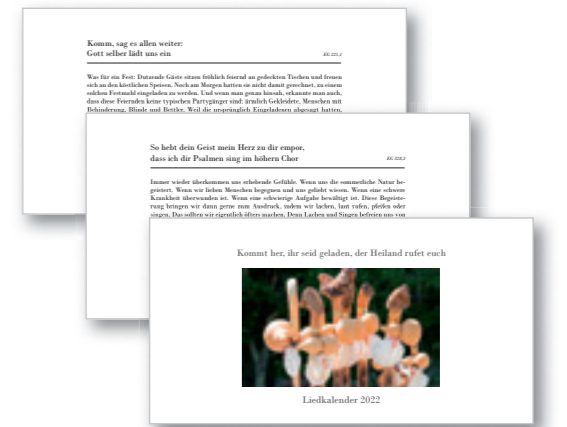 Komm, sag es allen weiter:
Gott selber lädt uns ein
EG 225,1
Was für ein Fest: Dutzende Gäste sitzen fröhlich feiernd an gedeckten Tischen und freuen
sich an den köstlichen Speisen. Noch am Morgen hatten sie nicht damit gerechnet, zu einem
solchen Festmahl eingeladen zu werden. Und wenn man genau hinsah, erkannte man auch,
dass diese Feiernden keine typischen Partygänger sind: ärmlich Gekleidete, Menschen mit
Behinderung, Blinde und Bettler. Weil die ursprünglich Eingeladenen abgesagt hatten,
So hebt dein Geist mein Herz zu dir empor,
dass ich dir Psalmen sing im höhern Chor
Immer wieder überkommen uns erhebende Gefühle. Wenn uns die sommerliche Natur be-
geistert. Wenn wir lieben Menschen begegnen und uns geliebt wissen. Wenn eine schwere
Krankheit überwunden ist. Wenn eine schwierige Aufgabe bewältigt ist. Diese Begeiste-
rung bringen wir dann gerne zum Ausdruck, indem wir lachen, laut rufen, pfeifen oder
singen. Das sollten wir eigentlich öfters machen. Denn Lachen und Singen befreien uns von
Kommt her, ihr seid geladen, der Heiland rufet euch
Liedkalender 2022